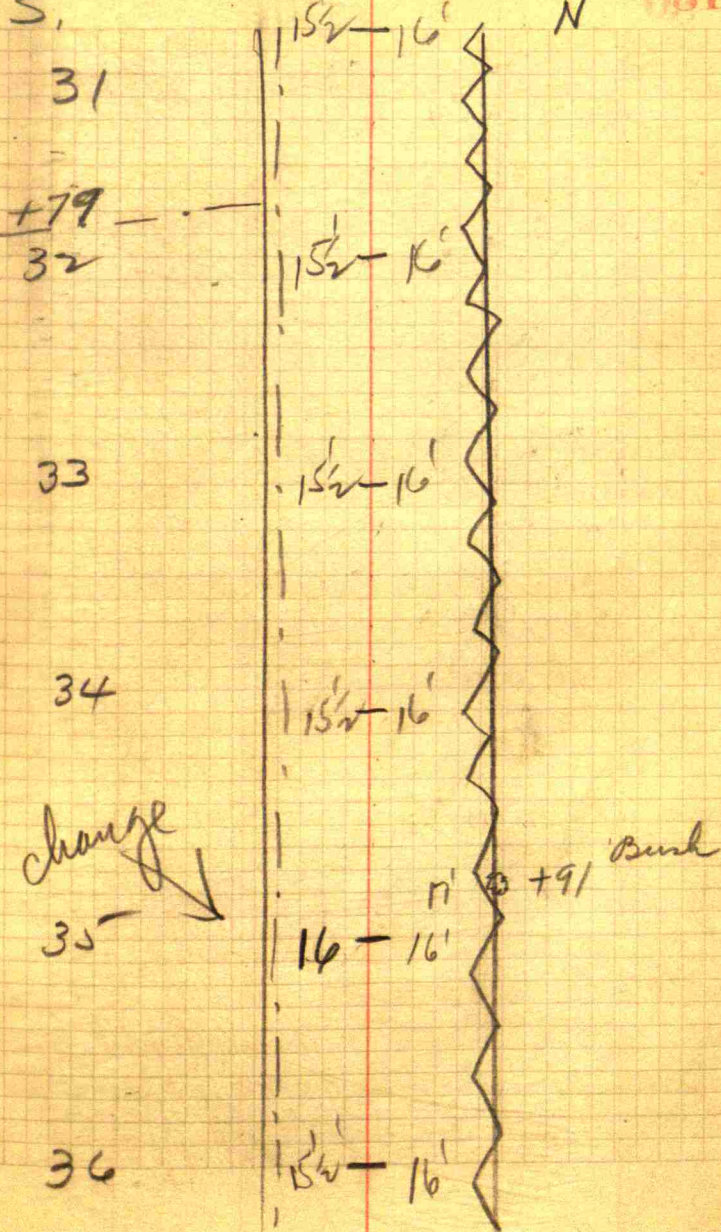 S. 15½ — 16' N
31
+79
32 15½' — 16'
33 15½' — 16'
34 15½' — 16'
change
17' +91 Bush
35 16 — 16'
36 15½' — 16'